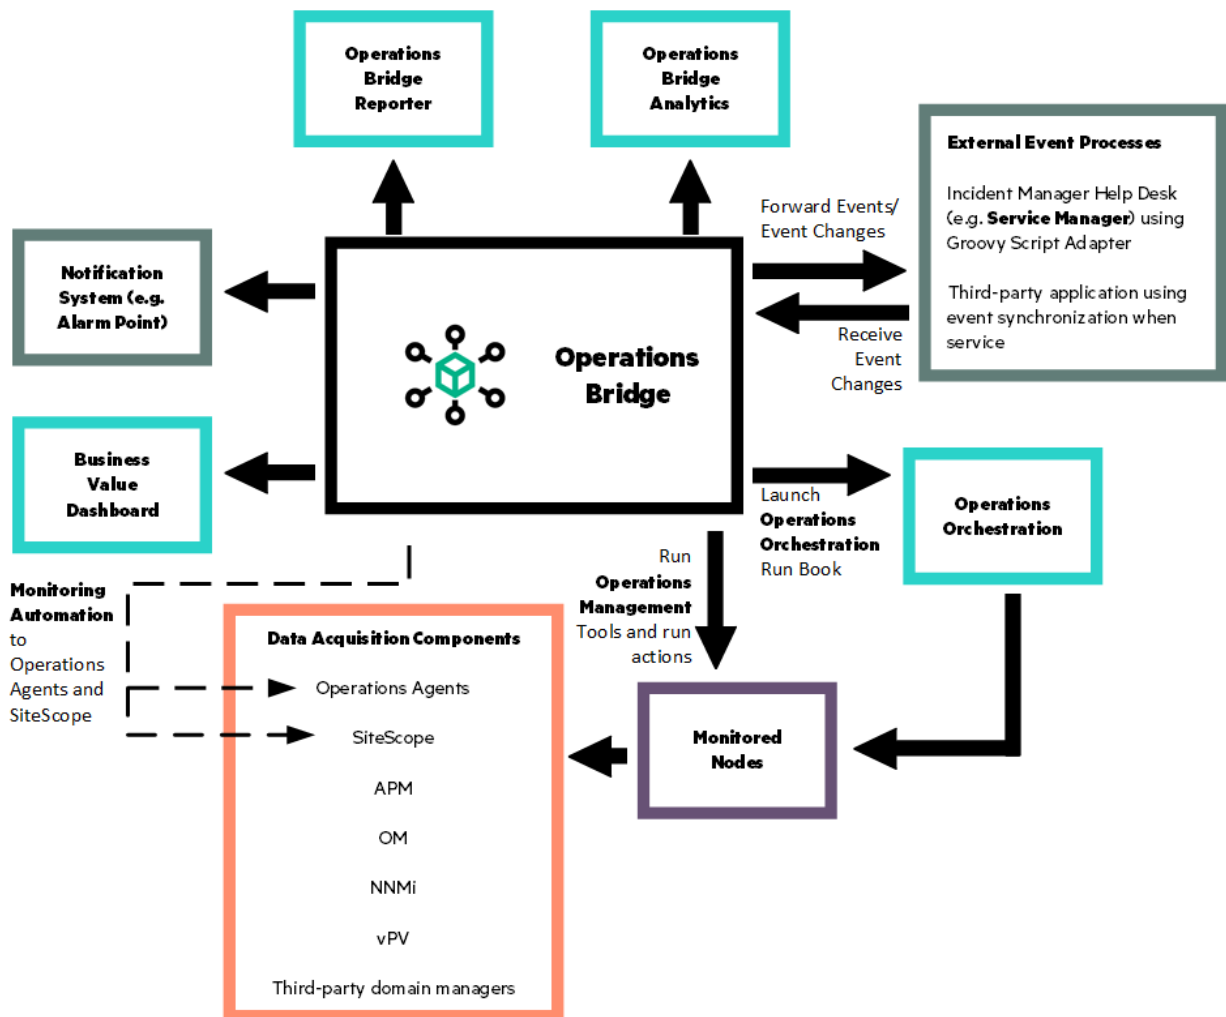 Operations
Bridge
Reporter
Operations
Bridge
Analytics
External Event Processes
Incident Manager Help Desk
(e.g. Service Manager) using
Groovy Script Adapter
Third-party application using
event synchronization when
service
Forward Events/
Event Changes
Receive
Event
Changes
Notification
System (e.g.
Alarm Point)
Operations
Bridge
Business
Value
Dashboard
Launch
Operations
Orchestration
Run Book
Operations
Orchestration
Run
Operations
Management
Tools and run
actions
Monitoring
Automation
to
Operations
Agents and
SiteScope
Data Acquisition Components
Operations Agents
SiteScope
APM
OM
NNMi
vPV
Third-party domain managers
Monitored
Nodes